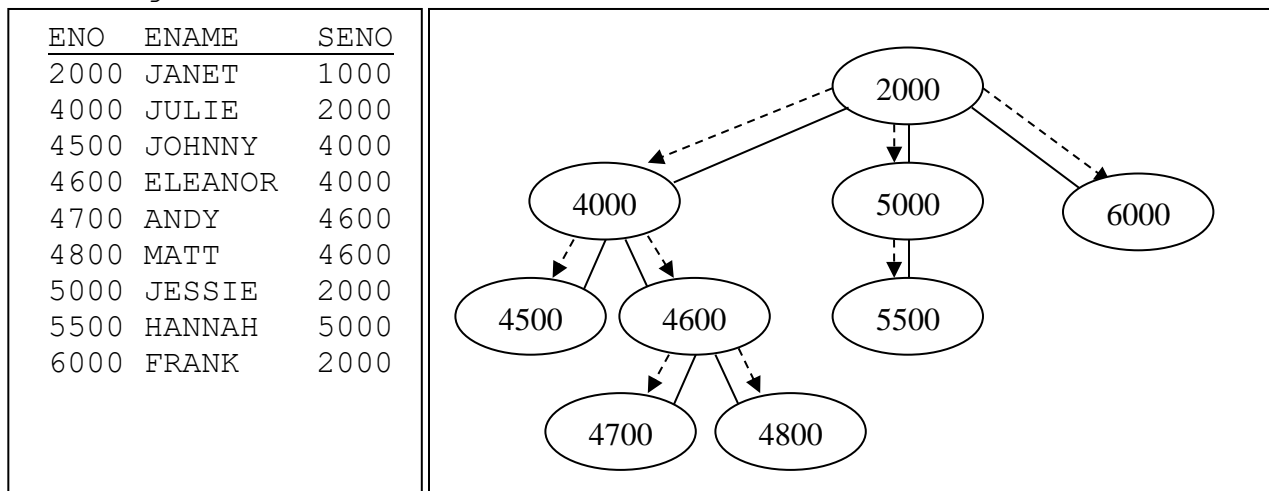 ENO ENAME SENO
2000 JANET 1000
4000 JULIE 2000
4500 JOHNNY 4000
4600 ELEANOR 4000
4700 ANDY 4600
4800 MATT 4600
5000 JESSIE 2000
5500 HANNAH 5000
6000 FRANK 2000
2000
4000 5000 6000
4500 4600 5500
4700 4800